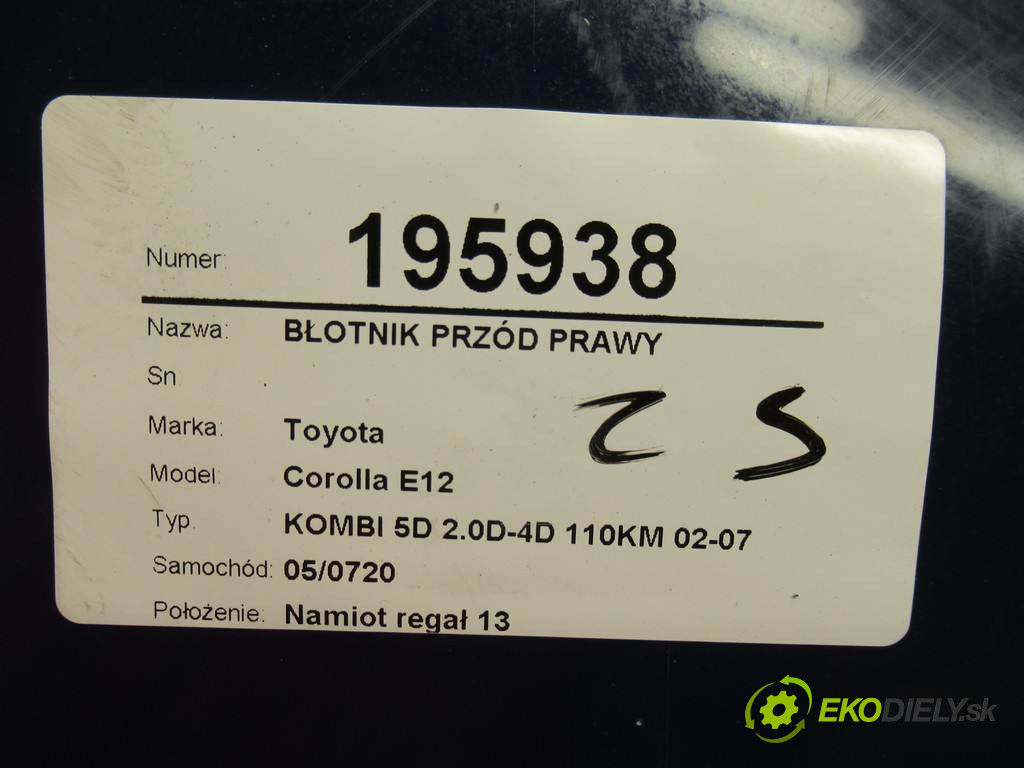 Numer: 195938
Nazwa: BŁOTNIK PRZÓD PRAWY
Sn
Marka: Toyota
Model: Corolla E12
Typ KOMBI 5D 2.0D-4D 110KM 02-07
Samochód: 05/0720
Położenie: Namiot regał 13
EKODIELY.sk